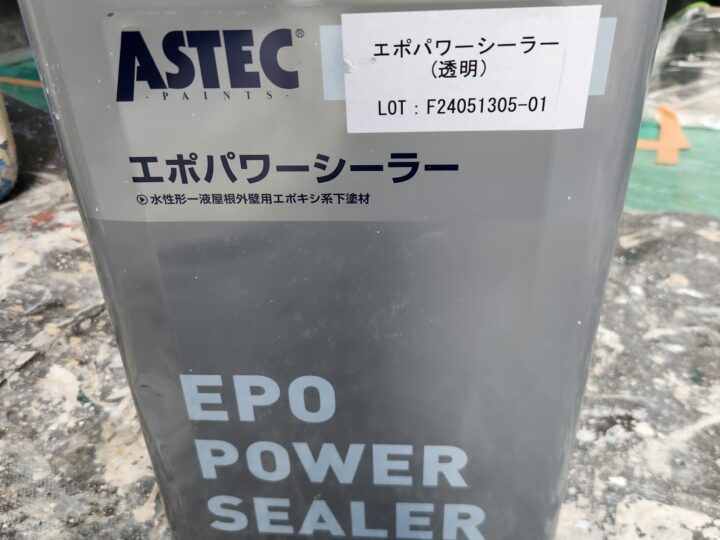 ASTEC®
PAINTS
エポパワーシーラー
(透明)
LOT：F24051305-01
エポパワーシーラー
水性形一液屋根外壁用エポキシ系下塗材
EPO
POWER
SEALER